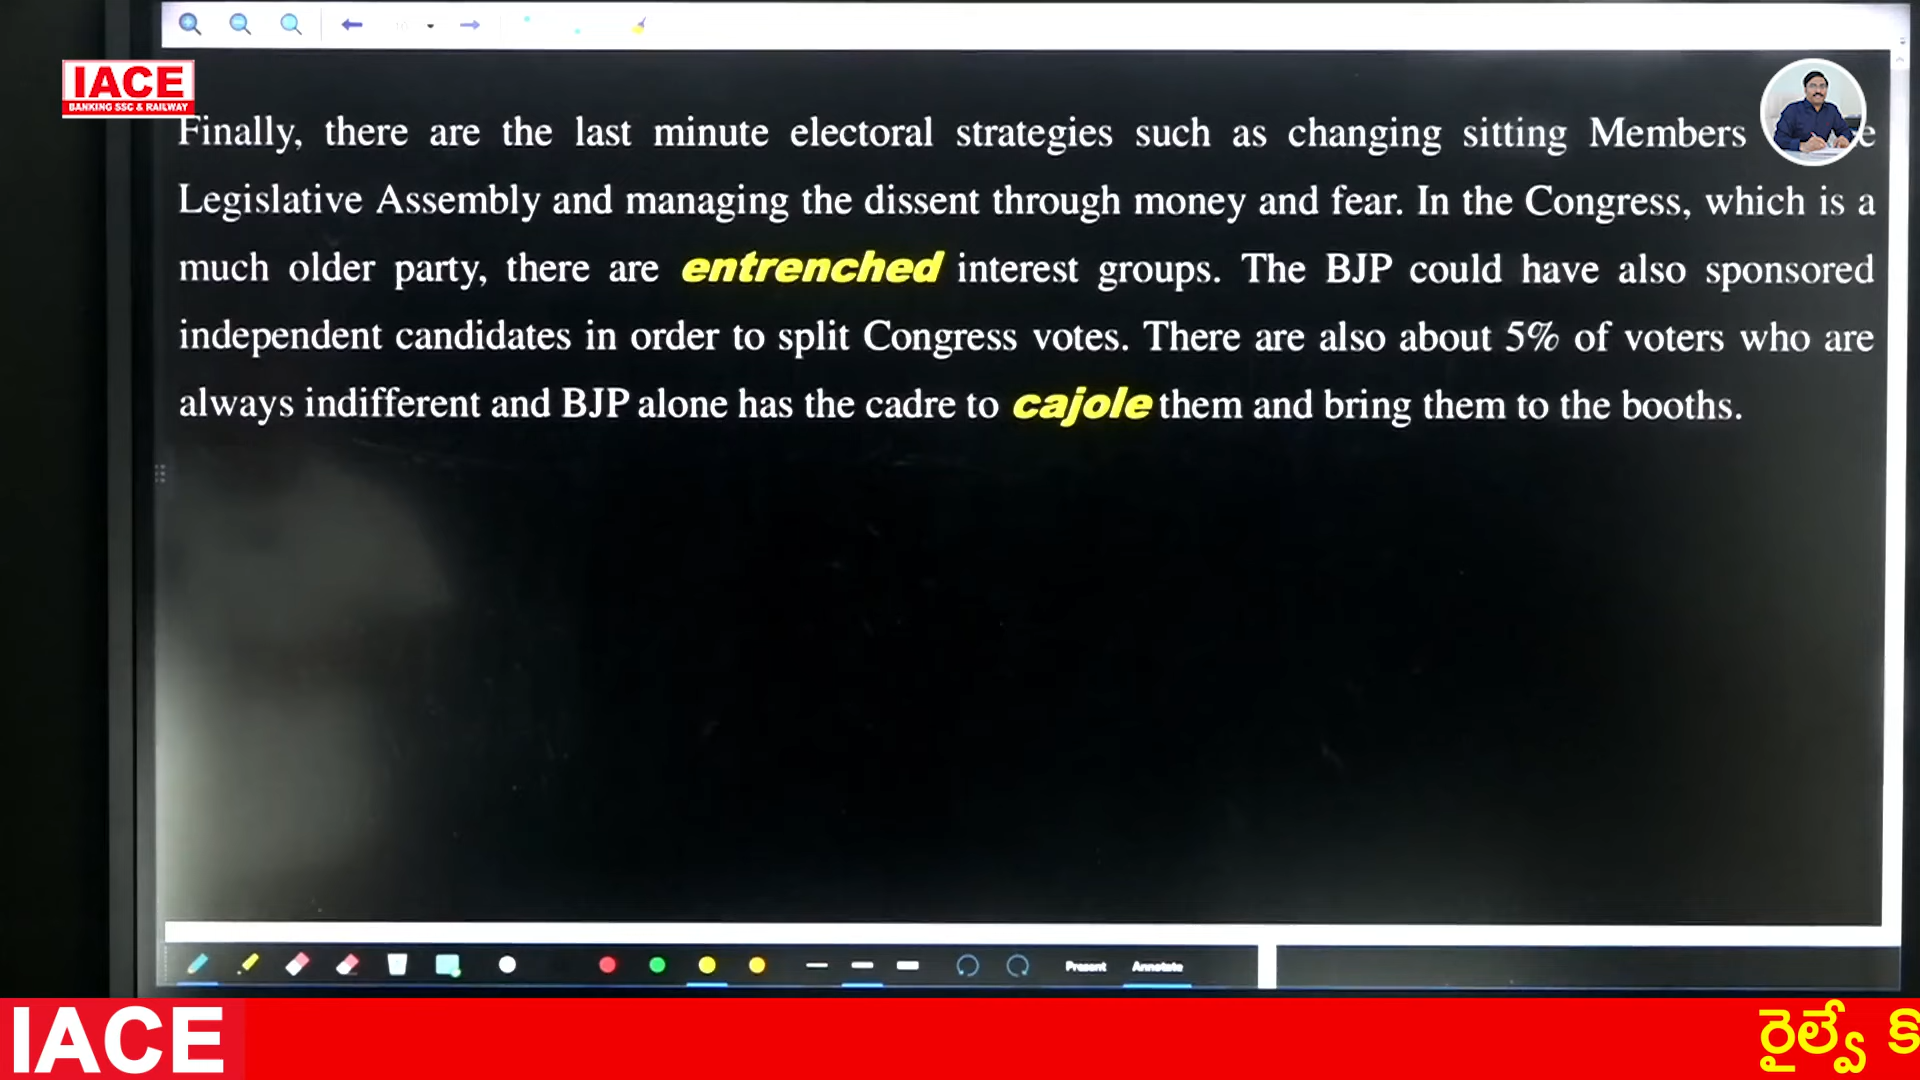 IACE
BANKING SSC & RAILWAY
Finally, there are the last minute electoral strategies such as changing sitting Members
Legislative Assembly and managing the dissent through money and fear. In the Congress, which is a
much older party, there are entrenched interest groups. The BJP could have also sponsored
independent candidates in order to split Congress votes. There are also about 5% of voters who are
always indifferent and BJP alone has the cadre to cajole them and bring them to the booths.
Present Annotate
IACE
రైల్వే